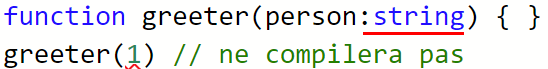 function greeter(person:string) { }
greeter(1) // ne compilera pas